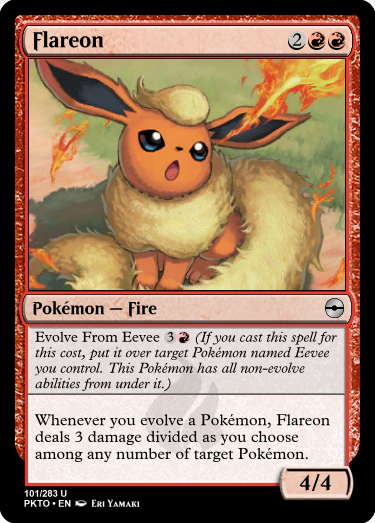 Flareon 2
Pokémon — Fire
Evolve From Eevee 3 (If you cast this spell for
this cost, put it over target Pokémon named Eevee
you control. This Pokémon has all non-evolve
abilities from under it.)
Whenever you evolve a Pokémon, Flareon
deals 3 damage divided as you choose
among any number of target Pokémon.
4/4
101/283 U
PKTO • EN Eri Yamaki